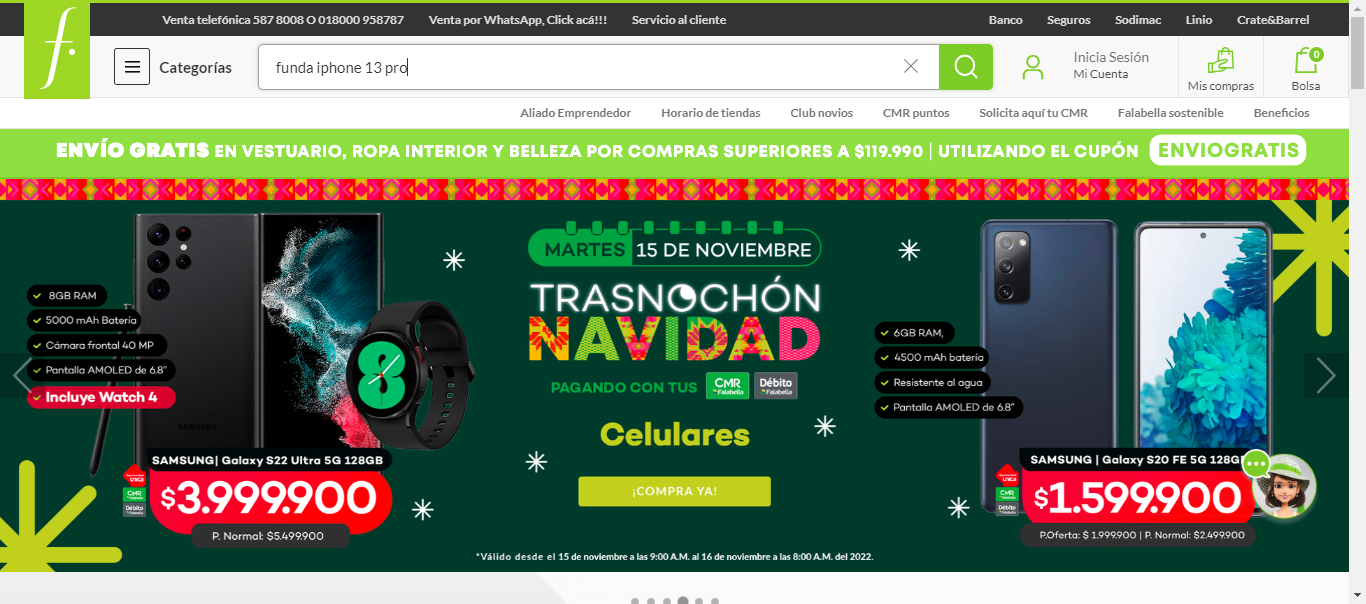 Venta telefónica 587 8008 O 018000 958787 Venta por WhatsApp, Click acá!!! Servicio al cliente Banco Seguros Sodimac Linio Crate&Barrel
f.
Categorías
funda iphone 13 pro
Inicia Sesión
Mi Cuenta
Mis compras
0
Bolsa
Aliado Emprendedor Horario de tiendas Club novios CMR puntos Solicita aquí tu CMR Falabella sostenible Beneficios
ENVÍO GRATIS EN VESTUARIO, ROPA INTERIOR Y BELLEZA POR COMPRAS SUPERIORES A $119.990 | UTILIZANDO EL CUPÓN ENVIOGRATIS
8GB RAM
5000 mAh Batería
Cámara frontal 40 MP
Pantalla AMOLED de 6.8"
Incluye Watch 4
SAMSUNG
SAMSUNG| Galaxy S22 Ultra 5G 128GB
única
CMR
Débito
$3.999.900
P. Normal: $5.499.900
MARTES 15 DE NOVIEMBRE
TRASNOCHÓN
NAVIDAD
PAGANDO CON TUS CMR Falabella Débito Falabella
Celulares
¡COMPRA YA!
*Válido desde el 15 de noviembre a las 9:00 A.M. al 16 de noviembre a las 8:00 A.M. del 2022.
6GB RAM,
4500 mAh batería
Resistente al agua
Pantalla AMOLED de 6.8"
SAMSUNG | Galaxy S20 FE 5G 128G
única
CMR
Débito
$1.599.900
P.Oferta: $ 1.999.900 | P. Normal: $2.499.900